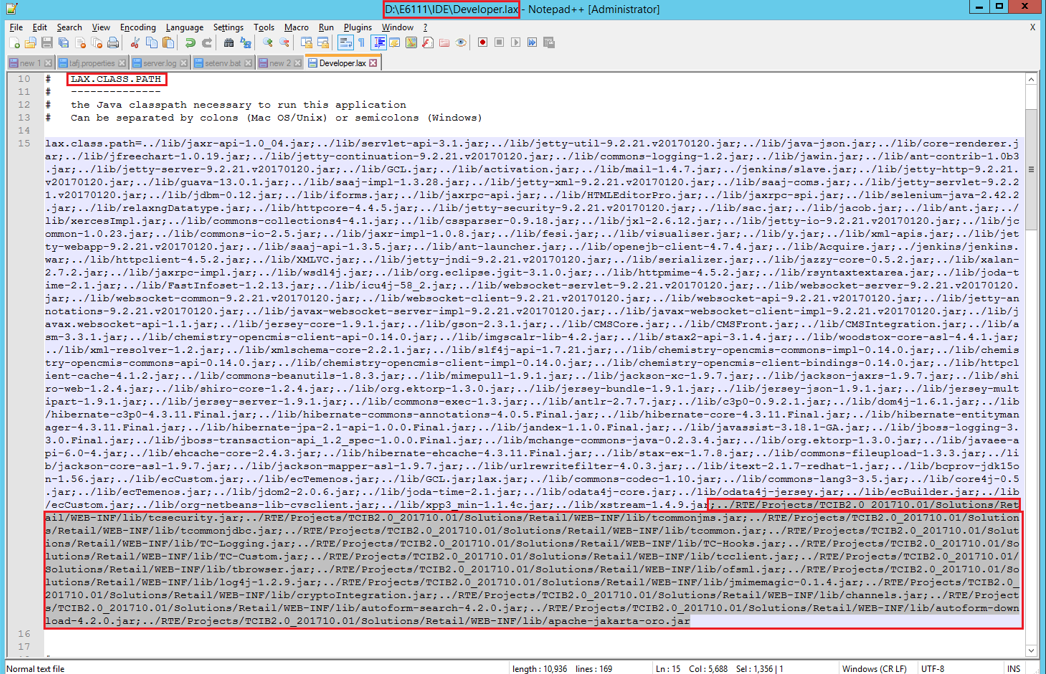 D:\E6111\IDE\Developer.lax - Notepad++ [Administrator]
File Edit Search View Encoding Language Settings Tools Macro Run Plugins Window ? X
new 1 tafj.properties server.log setenv.bat new 2 Developer.lax
10 # LAX.CLASS.PATH
11 # --------------
12 # the Java classpath necessary to run this application
13 # Can be separated by colons (Mac OS/Unix) or semicolons (Windows)
14
15 lax.class.path=../lib/jaxr-api-1.0_04.jar;../lib/servlet-api-3.1.jar;../lib/jetty-util-9.2.21.v20170120.jar;../lib/java-json.jar;../lib/core-renderer.j
ar;../lib/jfreechart-1.0.19.jar;../lib/jetty-continuation-9.2.21.v20170120.jar;../lib/commons-logging-1.2.jar;../lib/jawin.jar;../lib/ant-contrib-1.0b3
.jar;../lib/jetty-server-9.2.21.v20170120.jar;../lib/GCL.jar;../lib/activation.jar;../lib/mail-1.4.7.jar;../jenkins/slave.jar;../lib/jetty-http-9.2.21.
v20170120.jar;../lib/guava-13.0.1.jar;../lib/saaj-impl-1.3.28.jar;../lib/jetty-xml-9.2.21.v20170120.jar;../lib/saaj-coms.jar;../lib/jetty-servlet-9.2.2
1.v20170120.jar;../lib/jdbm-0.12.jar;../lib/iforms.jar;../lib/jaxrpc-api.jar;../lib/HTMLEditorPro.jar;../lib/jaxrpc-spi.jar;../lib/selenium-java-2.42.2
.jar;../lib/relaxngDatatype.jar;../lib/httpcore-4.4.5.jar;../lib/jetty-security-9.2.21.v20170120.jar;../lib/sac.jar;../lib/jacob.jar;../lib/ant.jar;../
lib/xercesImpl.jar;../lib/commons-collections4-4.1.jar;../lib/cssparser-0.9.18.jar;../lib/jxl-2.6.12.jar;../lib/jetty-io-9.2.21.v20170120.jar;../lib/jc
ommon-1.0.23.jar;../lib/commons-io-2.5.jar;../lib/jaxr-impl-1.0.8.jar;../lib/fesi.jar;../lib/visualiser.jar;../lib/y.jar;../lib/xml-apis.jar;../lib/jet
ty-webapp-9.2.21.v20170120.jar;../lib/saaj-api-1.3.5.jar;../lib/ant-launcher.jar;../lib/openejb-client-4.7.4.jar;../lib/Acquire.jar;../jenkins/jenkins.
war;../lib/httpclient-4.5.2.jar;../lib/XMLVC.jar;../lib/jetty-jndi-9.2.21.v20170120.jar;../lib/serializer.jar;../lib/jazzy-core-0.5.2.jar;../lib/xalan-
2.7.2.jar;../lib/jaxrpc-impl.jar;../lib/wsdl4j.jar;../lib/org.eclipse.jgit-3.1.0.jar;../lib/httpmime-4.5.2.jar;../lib/rsyntaxtextarea.jar;../lib/joda-t
ime-2.1.jar;../lib/FastInfoset-1.2.13.jar;../lib/icu4j-58_2.jar;../lib/websocket-servlet-9.2.21.v20170120.jar;../lib/websocket-server-9.2.21.v20170120.
jar;../lib/websocket-common-9.2.21.v20170120.jar;../lib/websocket-client-9.2.21.v20170120.jar;../lib/websocket-api-9.2.21.v20170120.jar;../lib/jetty-an
notations-9.2.21.v20170120.jar;../lib/javax-websocket-server-impl-9.2.21.v20170120.jar;../lib/javax-websocket-client-impl-9.2.21.v20170120.jar;../lib/j
avax.websocket-api-1.1.jar;../lib/jersey-core-1.9.1.jar;../lib/gson-2.3.1.jar;../lib/CMSCore.jar;../lib/CMSFront.jar;../lib/CMSIntegration.jar;../lib/a
sm-3.3.1.jar;../lib/chemistry-opencmis-client-api-0.14.0.jar;../lib/imgscalr-lib-4.2.jar;../lib/stax2-api-3.1.4.jar;../lib/woodstox-core-asl-4.4.1.jar;
../lib/xml-resolver-1.2.jar;../lib/xmlschema-core-2.2.1.jar;../lib/slf4j-api-1.7.21.jar;../lib/chemistry-opencmis-commons-impl-0.14.0.jar;../lib/chemis
try-opencmis-commons-api-0.14.0.jar;../lib/chemistry-opencmis-client-impl-0.14.0.jar;../lib/chemistry-opencmis-client-bindings-0.14.0.jar;../lib/httpcl
ient-cache-4.1.2.jar;../lib/commons-beanutils-1.8.3.jar;../lib/mimepull-1.9.1.jar;../lib/jackson-xc-1.9.7.jar;../lib/jackson-jaxrs-1.9.7.jar;../lib/shi
ro-web-1.2.4.jar;../lib/shiro-core-1.2.4.jar;../lib/org.ektorp-1.3.0.jar;../lib/jersey-bundle-1.9.1.jar;../lib/jersey-json-1.9.1.jar;../lib/jersey-mult
ipart-1.9.1.jar;../lib/jersey-server-1.9.1.jar;../lib/commons-exec-1.3.jar;../lib/antlr-2.7.7.jar;../lib/c3p0-0.9.2.1.jar;../lib/dom4j-1.6.1.jar;../lib
/hibernate-c3p0-4.3.11.Final.jar;../lib/hibernate-commons-annotations-4.0.5.Final.jar;../lib/hibernate-core-4.3.11.Final.jar;../lib/hibernate-entityman
ager-4.3.11.Final.jar;../lib/hibernate-jpa-2.1-api-1.0.0.Final.jar;../lib/jandex-1.1.0.Final.jar;../lib/javassist-3.18.1-GA.jar;../lib/jboss-logging-3.
3.0.Final.jar;../lib/jboss-transaction-api_1.2_spec-1.0.0.Final.jar;../lib/mchange-commons-java-0.2.3.4.jar;../lib/org.ektorp-1.3.0.jar;../lib/javaee-a
pi-6.0-4.jar;../lib/ehcache-core-2.4.3.jar;../lib/hibernate-ehcache-4.3.11.Final.jar;../lib/stax-ex-1.7.8.jar;../lib/commons-fileupload-1.3.3.jar;../li
b/jackson-core-asl-1.9.7.jar;../lib/jackson-mapper-asl-1.9.7.jar;../lib/urlrewritefilter-4.0.3.jar;../lib/itext-2.1.7-redhat-1.jar;../lib/bcprov-jdk15o
n-1.56.jar;../lib/ecCustom.jar;../lib/ecTemenos.jar;../lib/GCL.jar;lax.jar;../lib/commons-codec-1.10.jar;../lib/commons-lang3-3.5.jar;../lib/core4j-0.5
.jar;../lib/ecTemenos.jar;../lib/jdom2-2.0.6.jar;../lib/joda-time-2.1.jar;../lib/odata4j-core.jar;../lib/odata4j-jersey.jar;../lib/ecBuilder.jar;../lib
/ecCustom.jar;../lib/org-netbeans-lib-cvsclient.jar;../lib/xpp3_min-1.1.4c.jar;../lib/xstream-1.4.9.jar;../RTE/Projects/TCIB2.0_201710.01/Solutions/Ret
ail/WEB-INF/lib/tcsecurity.jar;../RTE/Projects/TCIB2.0_201710.01/Solutions/Retail/WEB-INF/lib/tcommonjms.jar;../RTE/Projects/TCIB2.0_201710.01/Solution
s/Retail/WEB-INF/lib/tcommonjdbc.jar;../RTE/Projects/TCIB2.0_201710.01/Solutions/Retail/WEB-INF/lib/tcommon.jar;../RTE/Projects/TCIB2.0_201710.01/Solut
ions/Retail/WEB-INF/lib/TC-Logging.jar;../RTE/Projects/TCIB2.0_201710.01/Solutions/Retail/WEB-INF/lib/TC-Hooks.jar;../RTE/Projects/TCIB2.0_201710.01/So
lutions/Retail/WEB-INF/lib/TC-Custom.jar;../RTE/Projects/TCIB2.0_201710.01/Solutions/Retail/WEB-INF/lib/tcclient.jar;../RTE/Projects/TCIB2.0_201710.01/
Solutions/Retail/WEB-INF/lib/tbrowser.jar;../RTE/Projects/TCIB2.0_201710.01/Solutions/Retail/WEB-INF/lib/ofsml.jar;../RTE/Projects/TCIB2.0_201710.01/So
lutions/Retail/WEB-INF/lib/log4j-1.2.9.jar;../RTE/Projects/TCIB2.0_201710.01/Solutions/Retail/WEB-INF/lib/jmimemagic-0.1.4.jar;../RTE/Projects/TCIB2.0_
201710.01/Solutions/Retail/WEB-INF/lib/cryptoIntegration.jar;../RTE/Projects/TCIB2.0_201710.01/Solutions/Retail/WEB-INF/lib/channels.jar;../RTE/Project
s/TCIB2.0_201710.01/Solutions/Retail/WEB-INF/lib/autoform-search-4.2.0.jar;../RTE/Projects/TCIB2.0_201710.01/Solutions/Retail/WEB-INF/lib/autoform-down
load-4.2.0.jar;../RTE/Projects/TCIB2.0_201710.01/Solutions/Retail/WEB-INF/lib/apache-jakarta-oro.jar
16
17
Normal text file length : 10,936 lines : 169 Ln : 15 Col : 5,688 Sel : 1,356 | 1 Windows (CR LF) UTF-8 INS